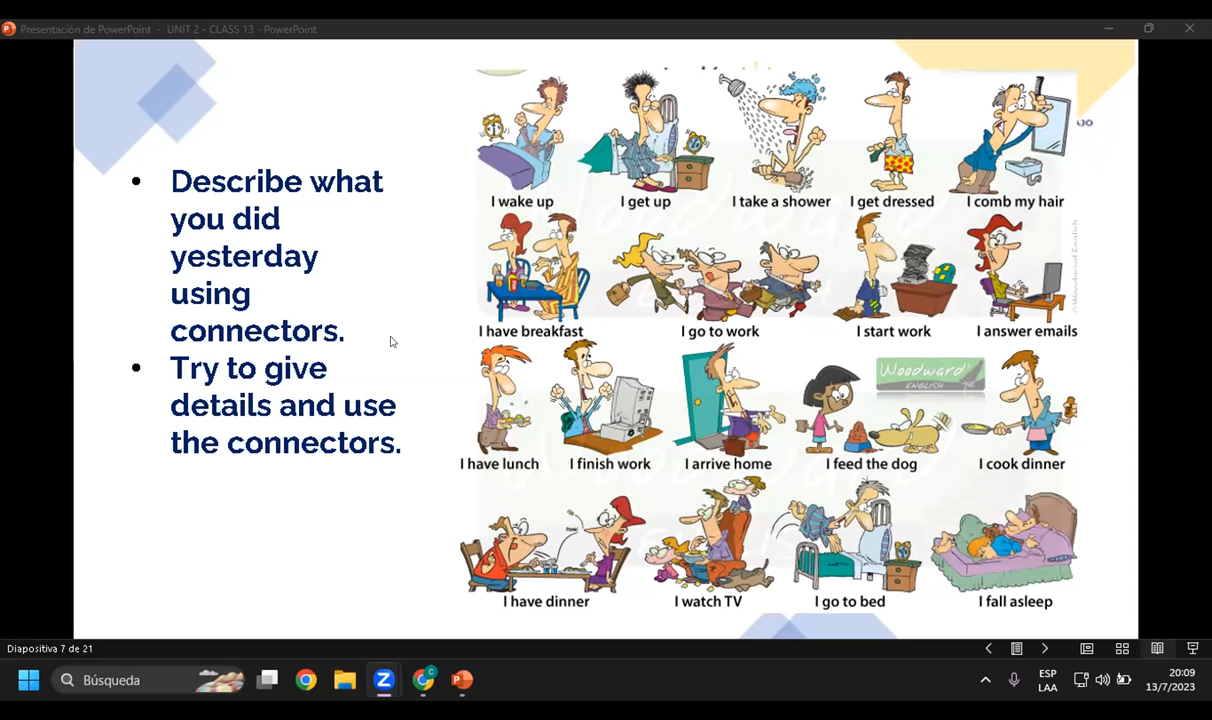 Presentación de PowerPoint - UNIT 2 - CLASS 13 - PowerPoint
• Describe what
you did
yesterday
using
connectors.
• Try to give
details and use
the connectors.
I wake up
I get up
I take a shower
I get dressed
I comb my hair
I have breakfast
I go to work
I start work
I answer emails
Woodward
ENGLISH
I have lunch
I finish work
I arrive home
I feed the dog
I cook dinner
I have dinner
I watch TV
I go to bed
I fall asleep
Diapositiva 7 de 21
Búsqueda
ESP
LAA
20:09
13/7/2023